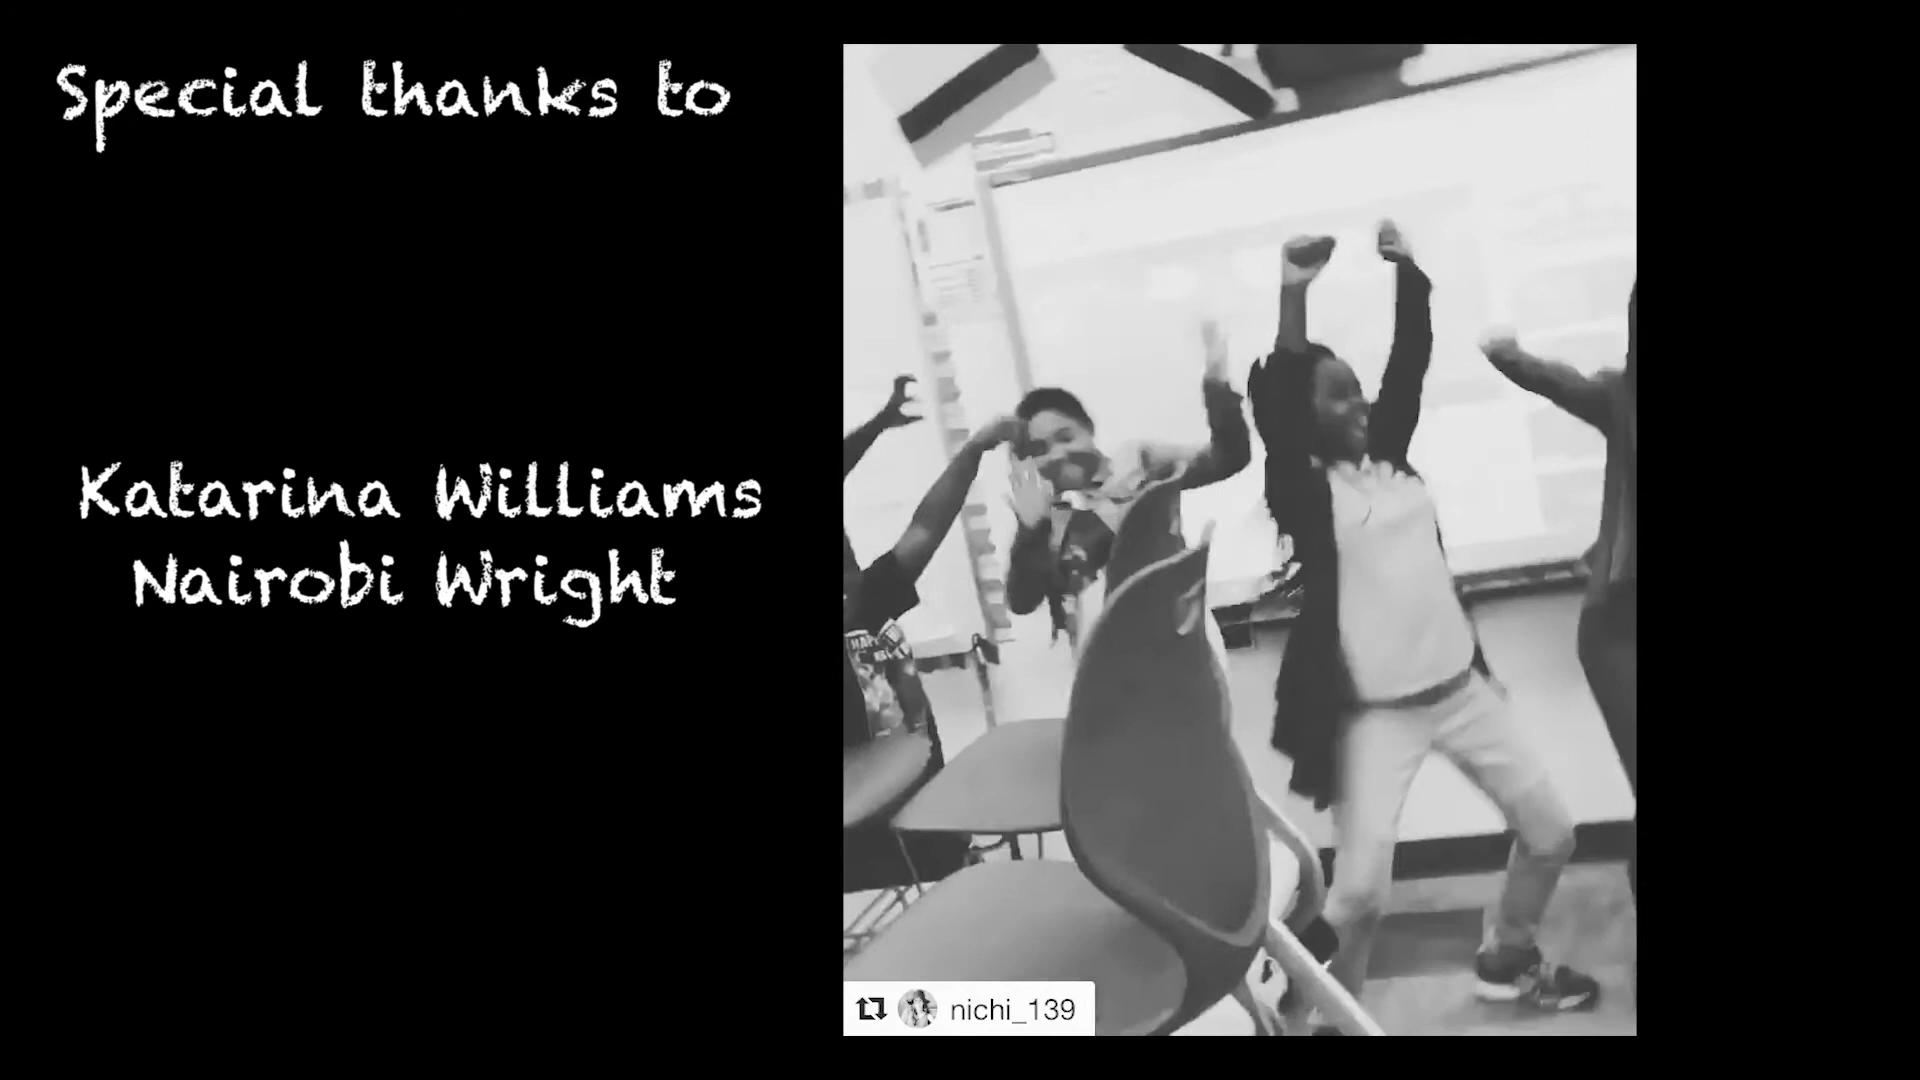 Special thanks to
Katarina Williams
Nairobi Wright
nichi_139